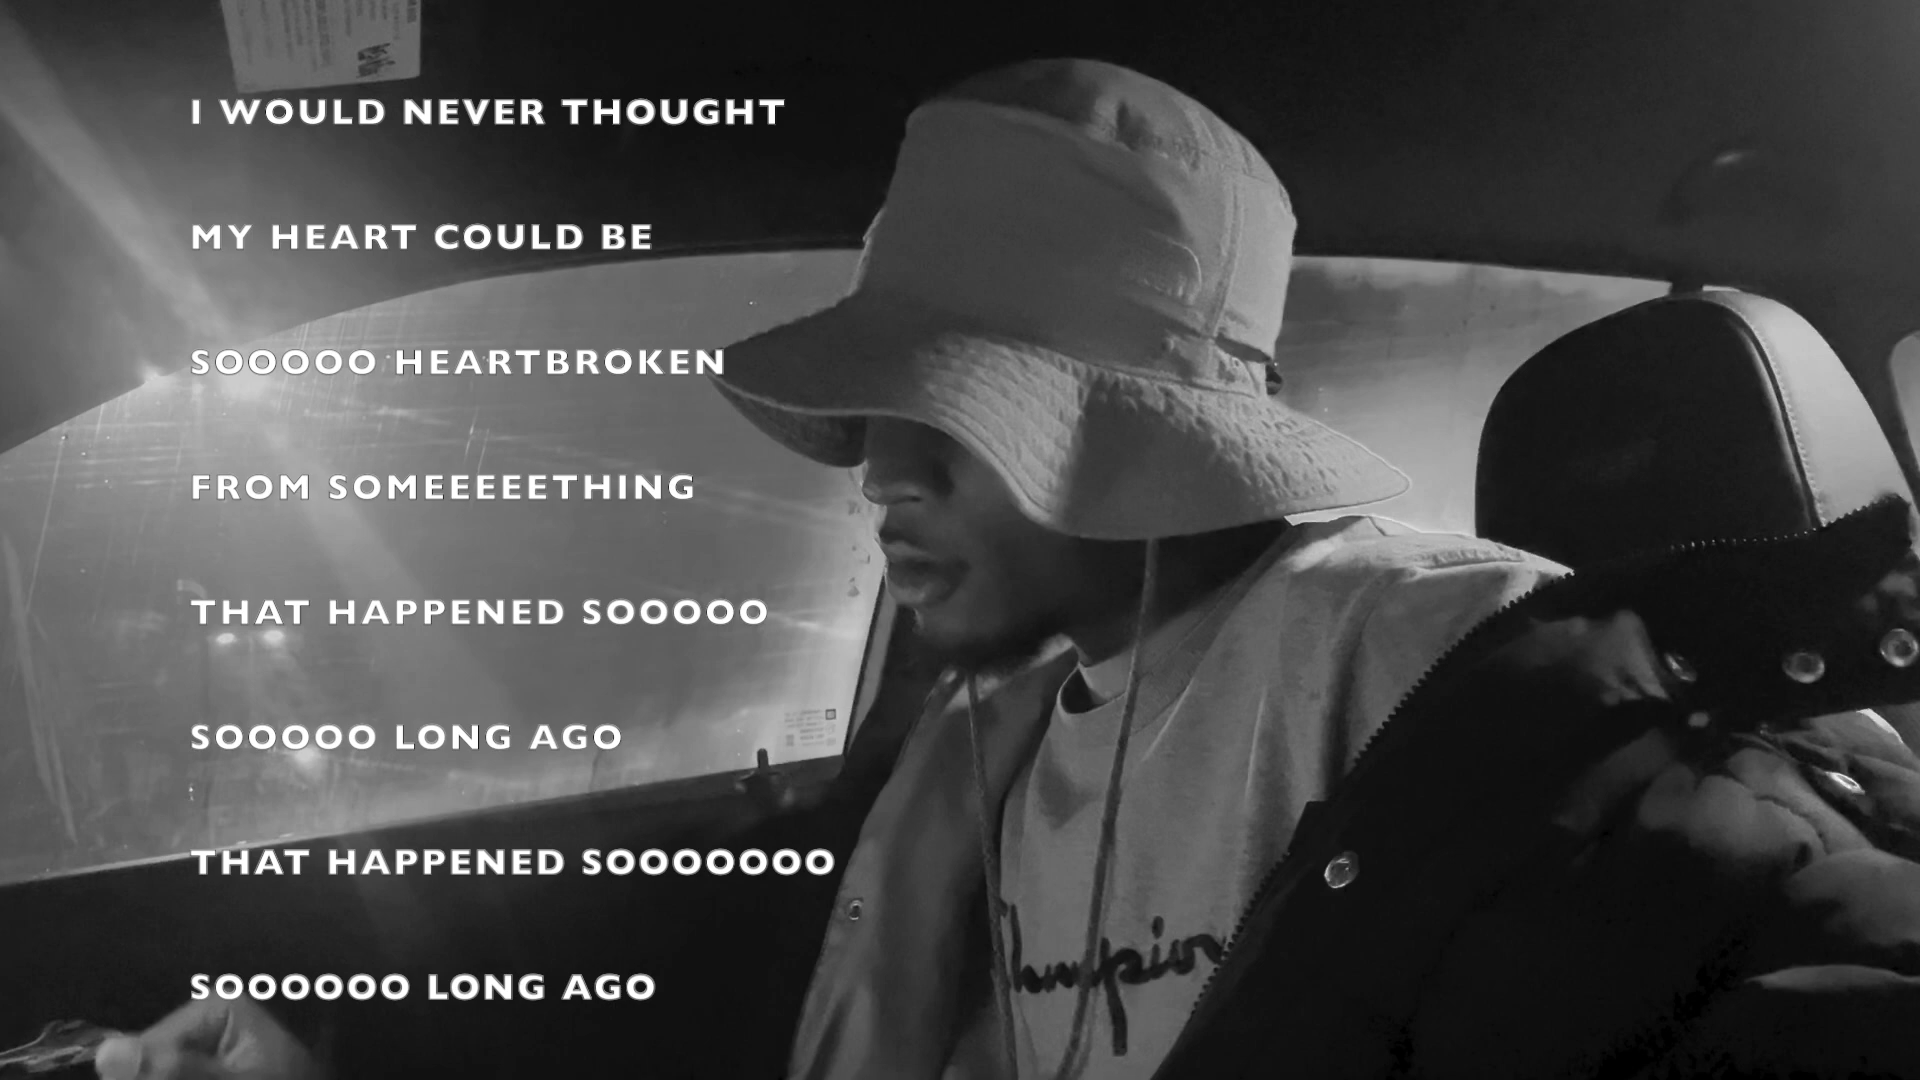 I WOULD NEVER THOUGHT
MY HEART COULD BE
SOOOOO HEARTBROKEN
FROM SOMEEEEETHING
THAT HAPPENED SOOOOO
SOOOOO LONG AGO
THAT HAPPENED SOOOOOOO
SOOOOOO LONG AGO
Champion